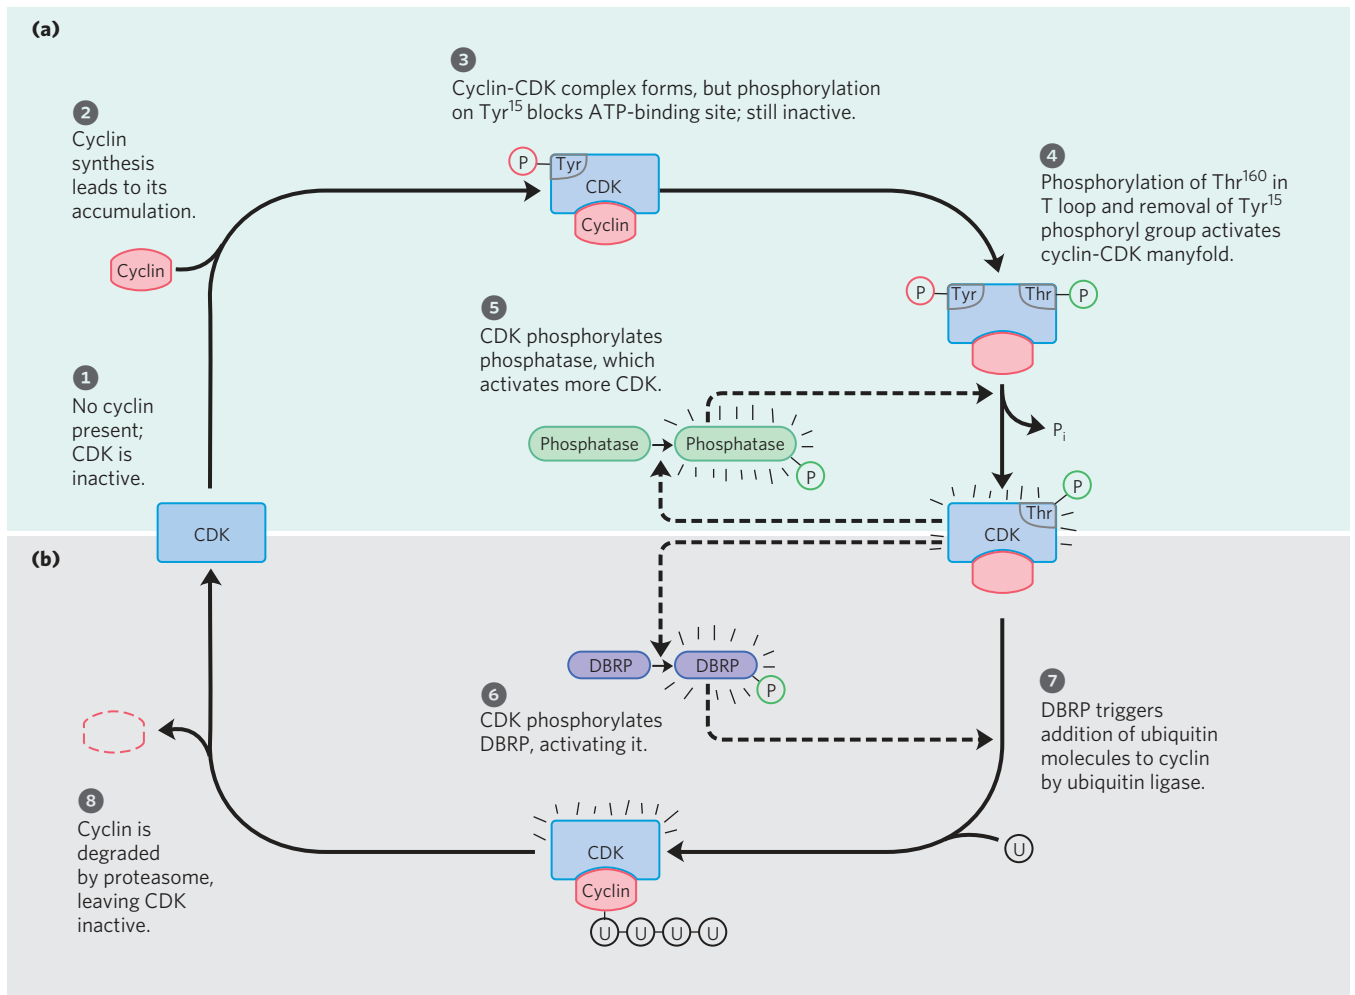 (a)
3
Cyclin-CDK complex forms, but phosphorylation
on Tyr15 blocks ATP-binding site; still inactive.
2
Cyclin
synthesis
leads to its
accumulation.
P
Tyr
CDK
Cyclin
4
Phosphorylation of Thr160 in
T loop and removal of Tyr15
phosphoryl group activates
cyclin-CDK manyfold.
Cyclin
P
Tyr
Thr
P
5
CDK phosphorylates
phosphatase, which
activates more CDK.
1
No cyclin
present;
CDK is
inactive.
Phosphatase
Phosphatase
P
Pi
P
Thr
CDK
CDK
(b)
DBRP
DBRP
P
6
CDK phosphorylates
DBRP, activating it.
7
DBRP triggers
addition of ubiquitin
molecules to cyclin
by ubiquitin ligase.
8
Cyclin is
degraded
by proteasome,
leaving CDK
inactive.
CDK
Cyclin
U
U U U U